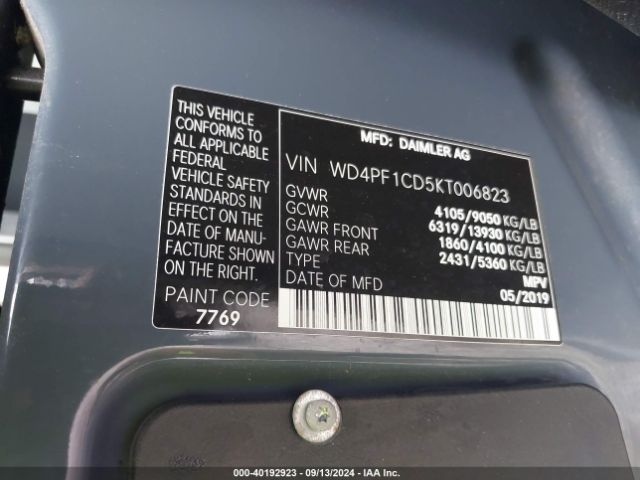 THIS VEHICLE
CONFORMS TO
ALL APPLICABLE
FEDERAL
VEHICLE SAFETY
STANDARDS IN
EFFECT ON THE
DATE OF MANU-
FACTURE SHOWN
ON THE RIGHT.
PAINT CODE
7769
MFD: DAIMLER AG
VIN WD4PF1CD5KT006823
GVWR 4105/9050 KG/LB
GCWR 6319/13930 KG/LB
GAWR FRONT 1860/4100 KG/LB
GAWR REAR 2431/5360 KG/LB
TYPE MPV
DATE OF MFD 05/2019
000-40192923 - 09/13/2024 - IAA Inc.